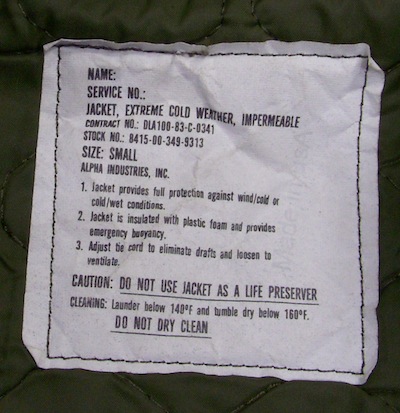 NAME:
SERVICE NO.:
JACKET, EXTREME COLD WEATHER, IMPERMEABLE
CONTRACT NO.: DLA100-83-C-0341
STOCK NO.: 8415-00-349-9313
SIZE: SMALL
ALPHA INDUSTRIES, INC.
1. Jacket provides full protection against wind/cold or
cold/wet conditions.
2. Jacket is insulated with plastic foam and provides
emergency buoyancy.
3. Adjust tie cord to eliminate drafts and loosen to
ventilate.
CAUTION: DO NOT USE JACKET AS A LIFE PRESERVER
CLEANING: Launder below 140°F and tumble dry below 160°F.
DO NOT DRY CLEAN